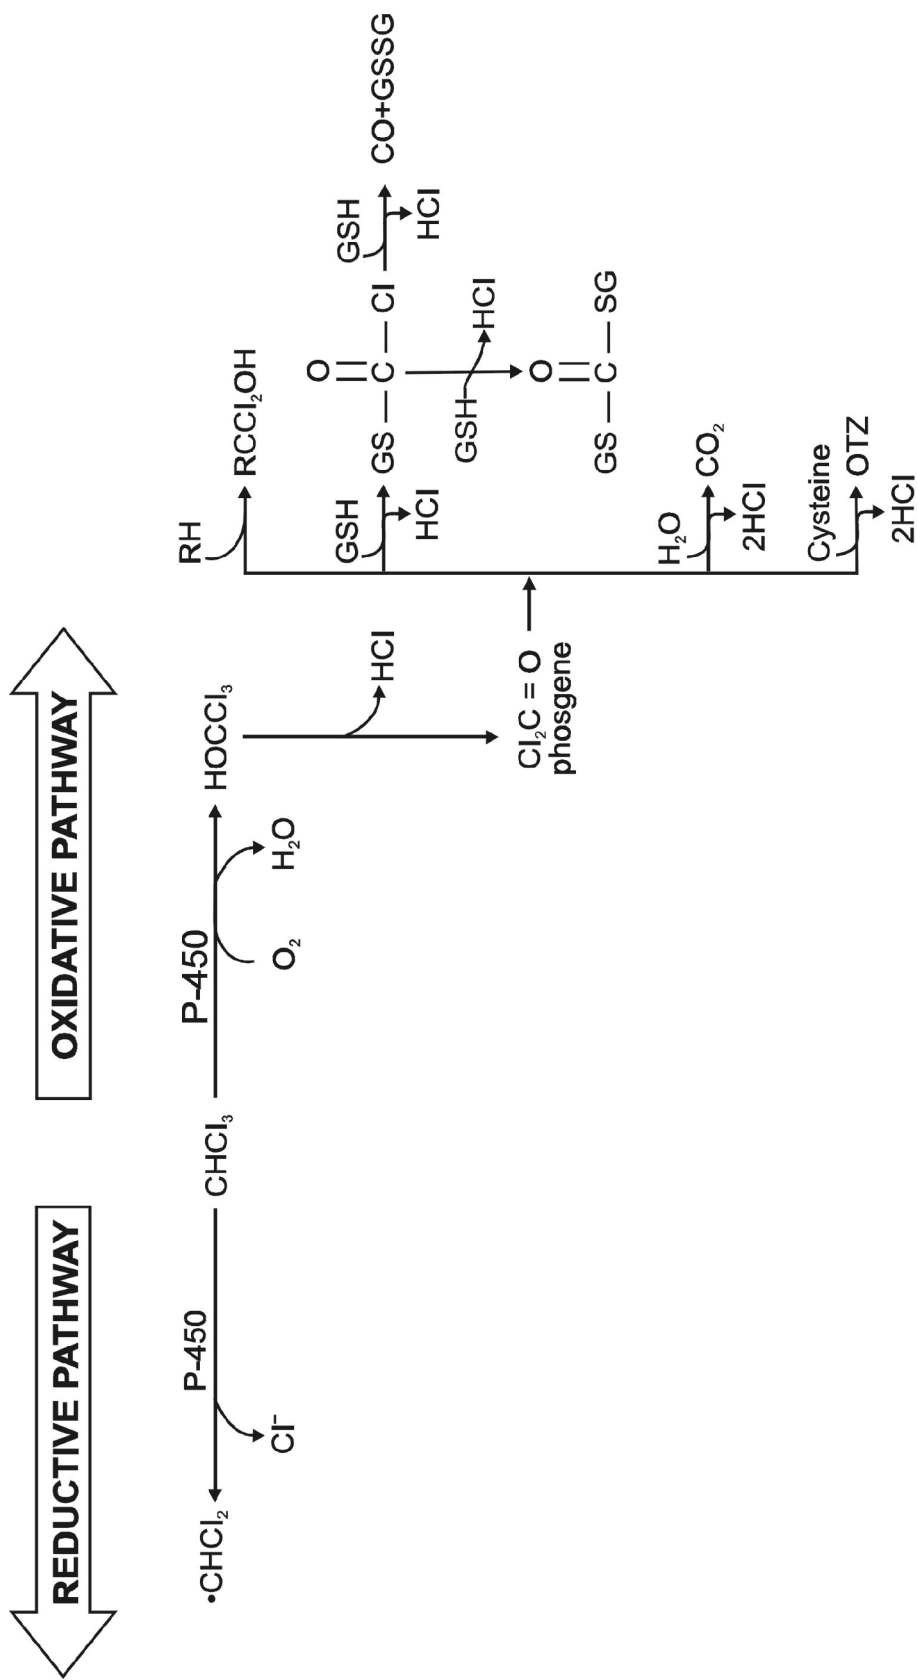 REDUCTIVE PATHWAY
OXIDATIVE PATHWAY
•CHCl₂
P-450
Cl⁻
CHCl₃
P-450
O₂
H₂O
HOCCl₃
HCl
Cl₂C = O
phosgene
RH
RCCl₂OH
GSH
HCl
O
GS — C — Cl
GSH
HCl
CO+GSSG
GSH
HCl
O
GS — C — SG
H₂O
2HCl
CO₂
Cysteine
2HCl
OTZ